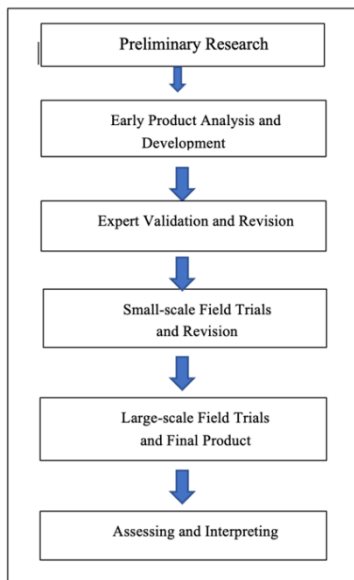 Preliminary Research
Early Product Analysis and
Development
Expert Validation and Revision
Small-scale Field Trials
and Revision
Large-scale Field Trials
and Final Product
Assessing and Interpreting